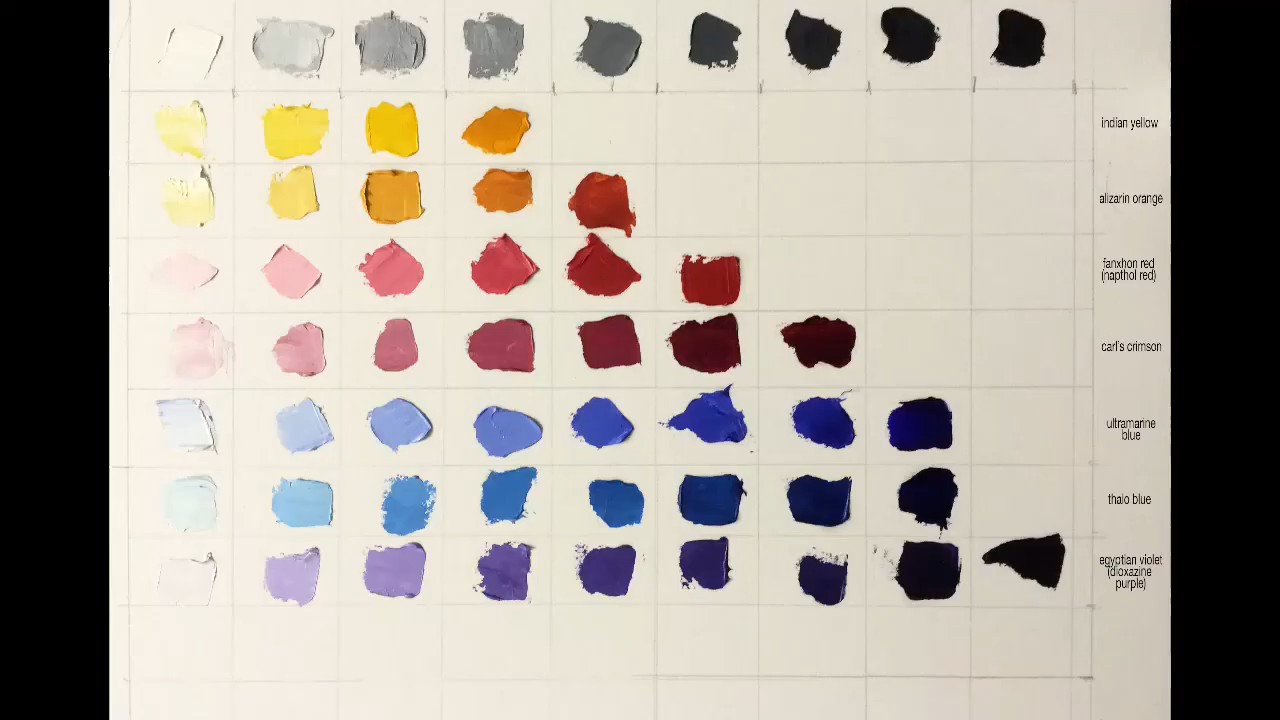 indian yellow
alizarin orange
fanxhon red
(napthol red)
carl's crimson
ultramarine
blue
thalo blue
egyptian violet
(dioxazine
purple)